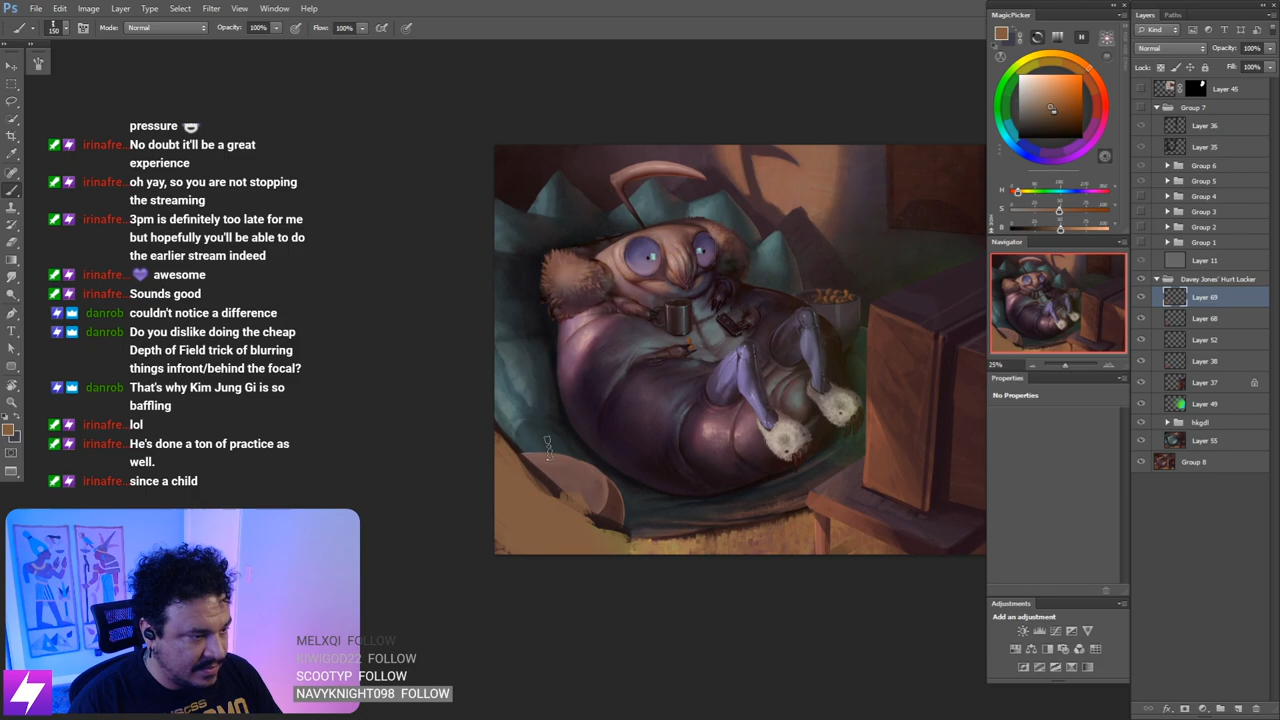 Ps File Edit Image Layer Type Select Filter View Window Help
150 Mode: Normal Opacity: 100% Flow: 100%
pressure
irinafre.. No doubt it'll be a great
experience
irinafre.. oh yay, so you are not stopping
the streaming
irinafre.. 3pm is definitely too late for me
but hopefully you'll be able to do
the earlier stream indeed
irinafre.. awesome
irinafre.. Sounds good
danrob couldn't notice a difference
danrob Do you dislike doing the cheap
Depth of Field trick of blurring
things infront/behind the focal?
danrob That's why Kim Jung Gi is so
baffling
irinafre.. lol
irinafre.. He's done a ton of practice as
well.
irinafre.. since a child
MELXQI FOLLOW
KIWIGOD22 FOLLOW
SCOOTYP FOLLOW
NAVYKNIGHT098 FOLLOW
MagicPicker
H
H
S
B
Navigator
25%
Properties
No Properties
Adjustments
Add an adjustment
Layers Paths
Kind
Normal Opacity: 100%
Lock: Fill: 100%
Layer 45
Group 7
Layer 36
Layer 35
Group 6
Group 5
Group 4
Group 3
Group 2
Group 1
Layer 11
Davey Jones' Hurt Locker
Layer 69
Layer 68
Layer 52
Layer 38
Layer 37
Layer 49
hkgdl
Layer 55
Group 8
fx